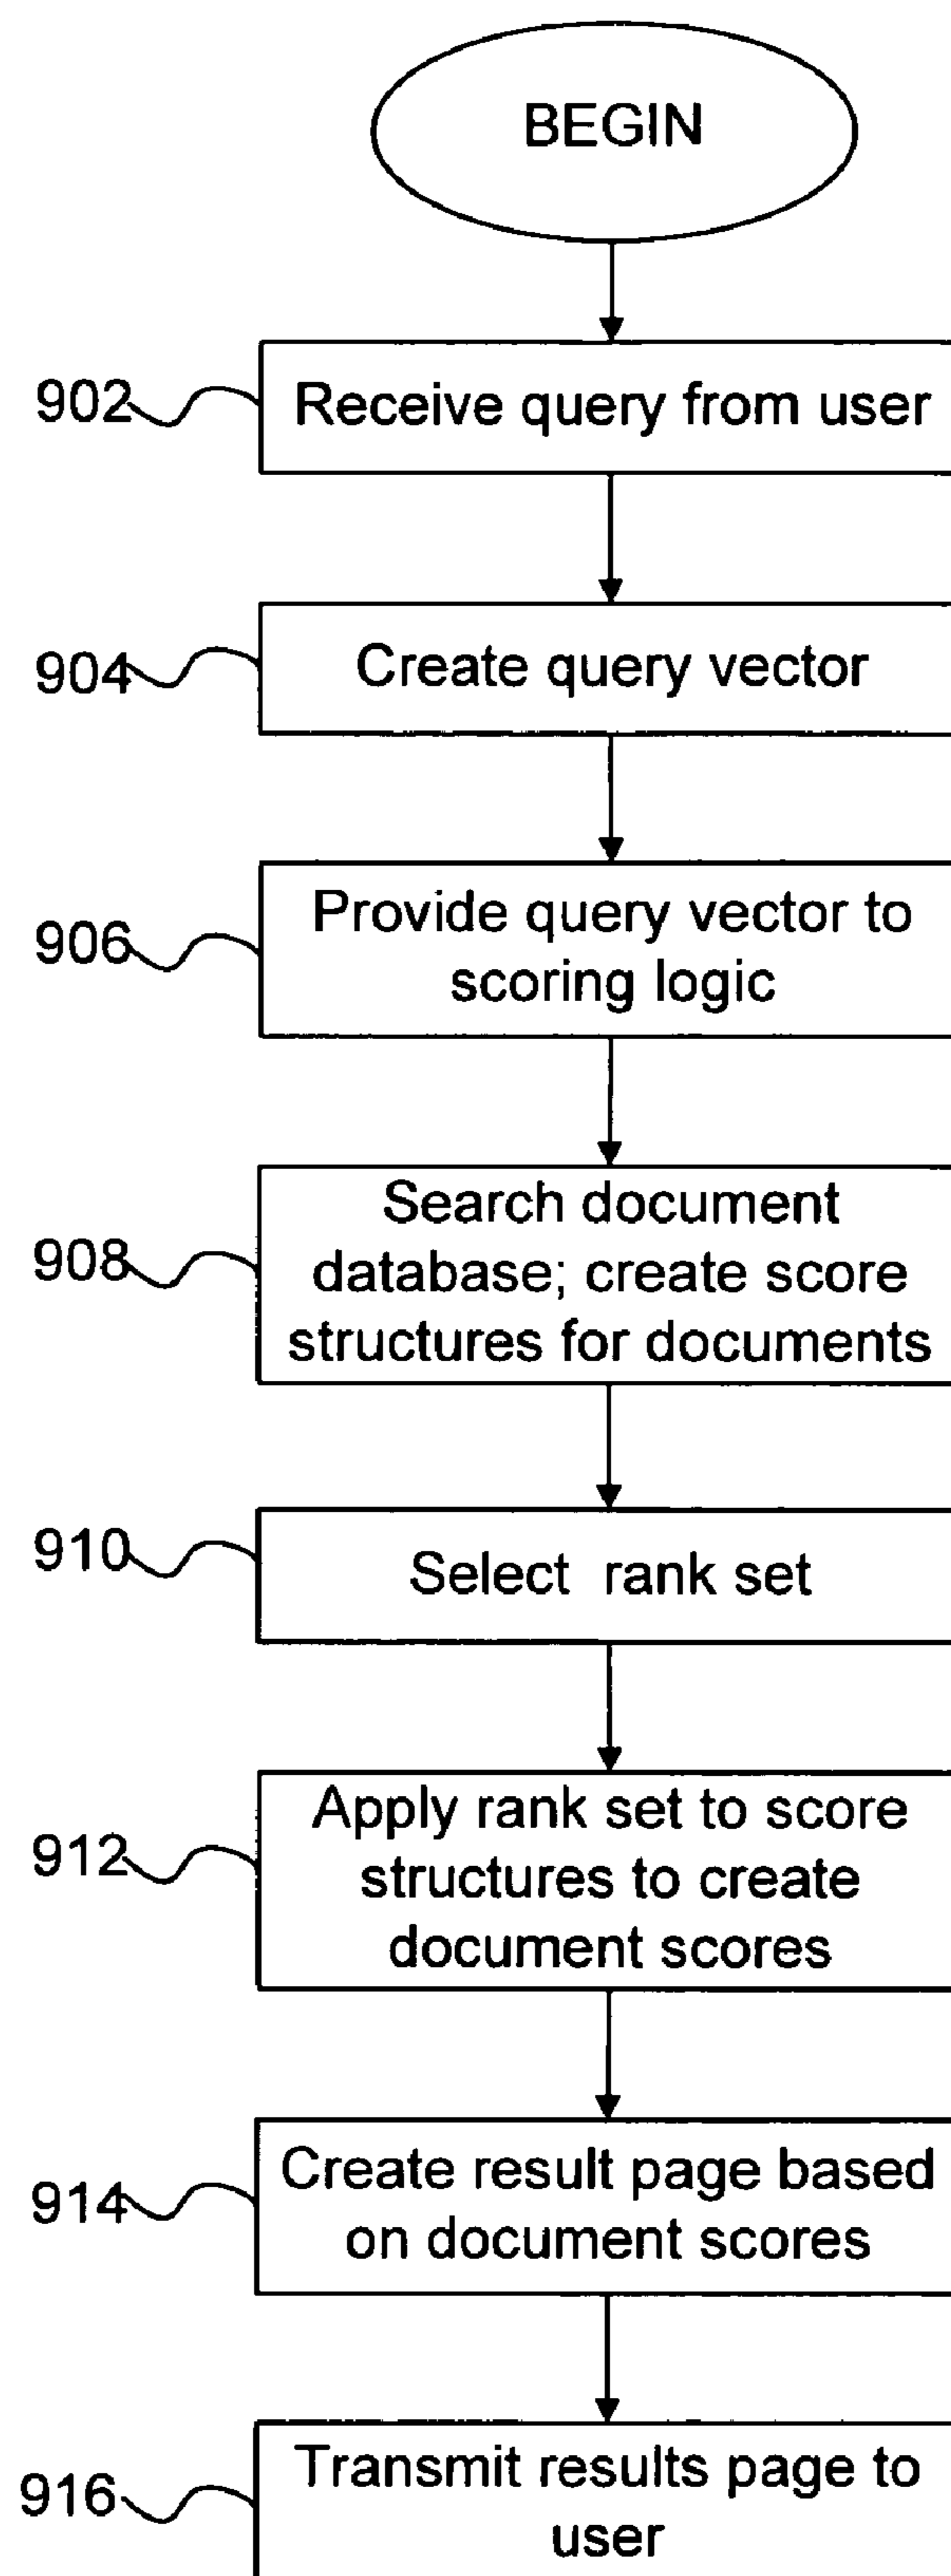 BEGIN
902
Receive query from user
904
Create query vector
906
Provide query vector to
scoring logic
908
Search document
database; create score
structures for documents
910
Select rank set
912
Apply rank set to score
structures to create
document scores
914
Create result page based
on document scores
916
Transmit results page to
user